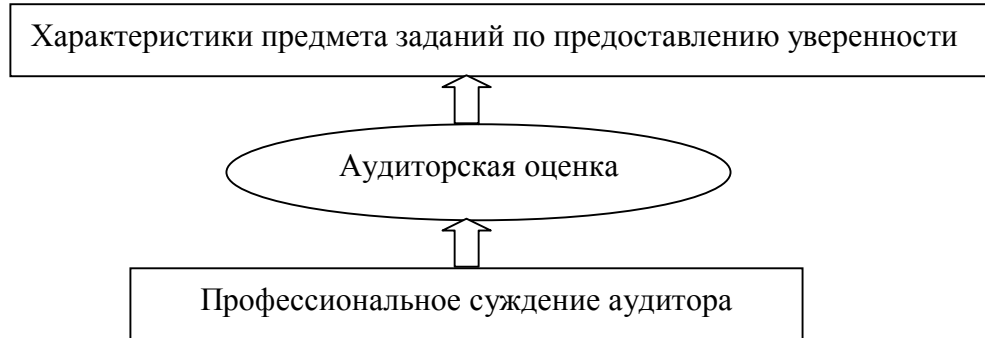 Характеристики предмета заданий по предоставлению уверенности
Аудиторская оценка
Профессиональное суждение аудитора